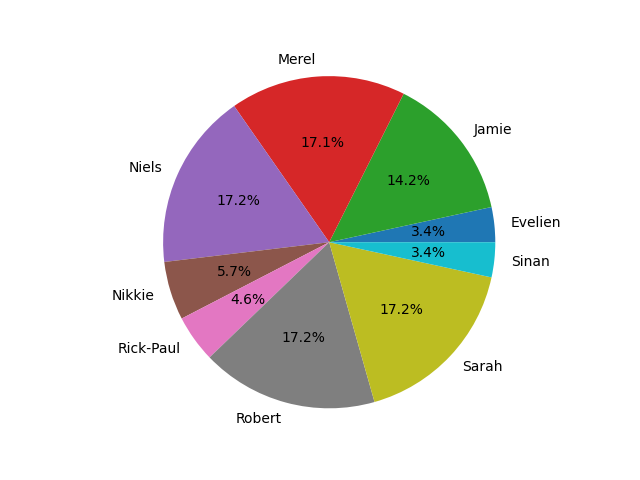 Merel
Jamie
17.1%
Niels
14.2%
17.2%
Evelien
3.4%
3.4%
Sinan
5.7%
Nikkie
4.6%
17.2%
17.2%
Rick-Paul
Sarah
Robert